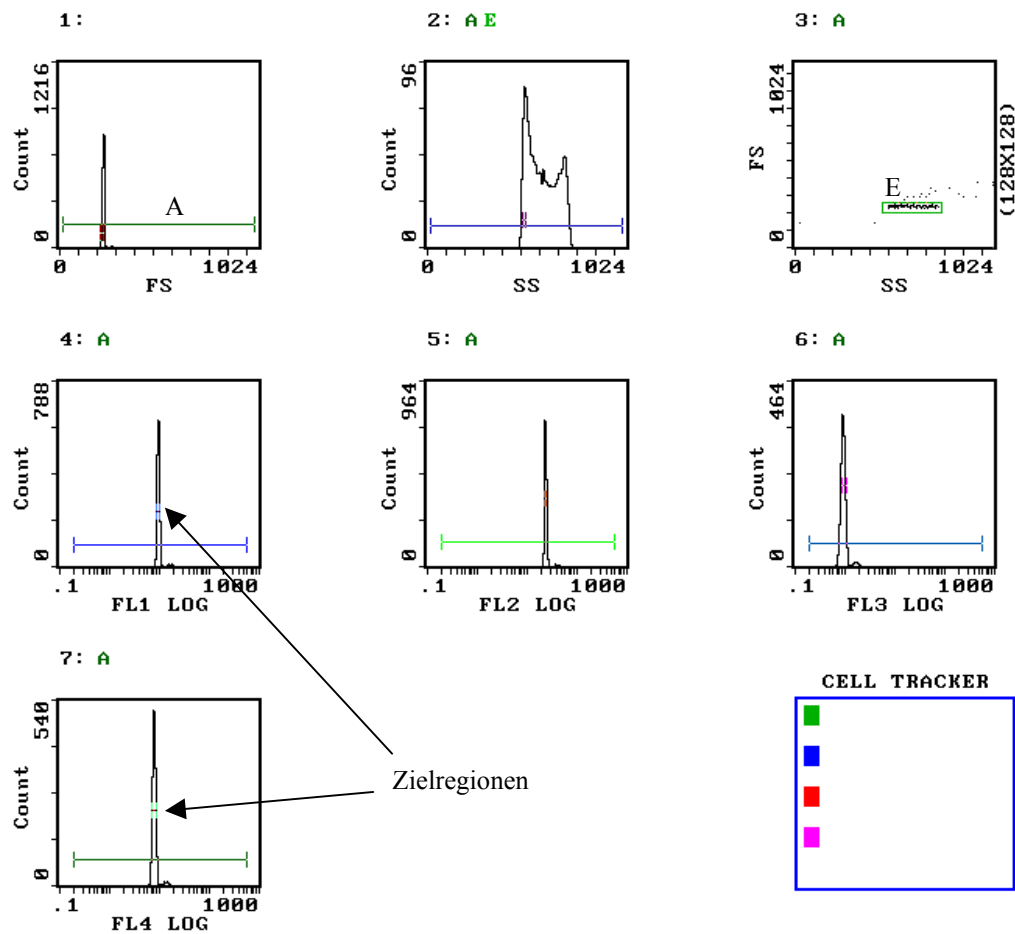 1:
1216
Count
0
A
0 1024
FS
2: A E
96
Count
0
0 1024
SS
3: A
1024
FS
0
E
(128X128)
0 1024
SS
4: A
788
Count
0
.1 1000
FL1 LOG
5: A
964
Count
0
.1 1000
FL2 LOG
6: A
464
Count
0
.1 1000
FL3 LOG
7: A
540
Count
0
.1 1000
FL4 LOG
Zielregionen
CELL TRACKER